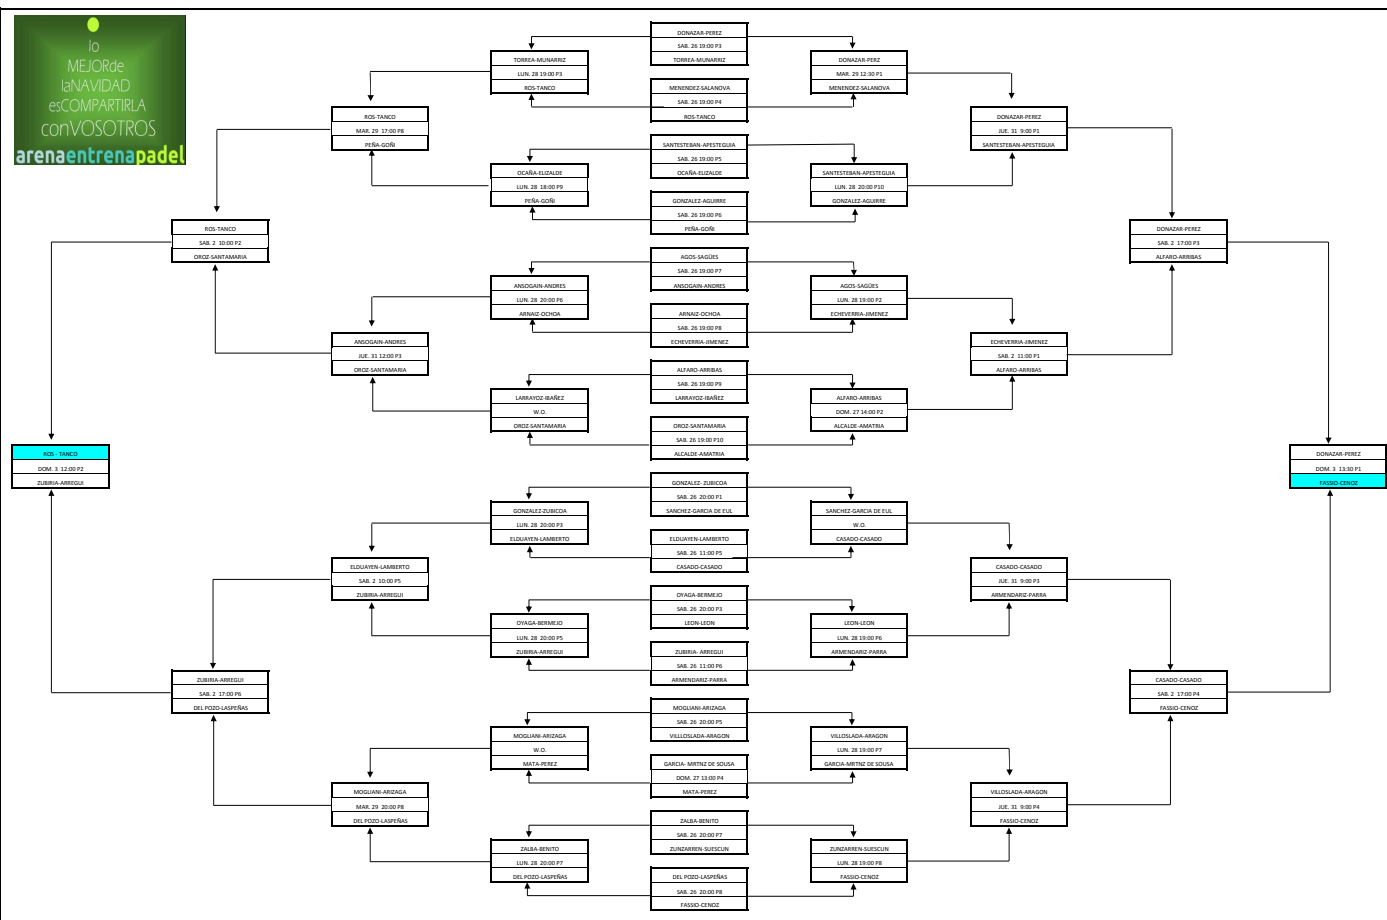 lo
MEJORde
laNAVIDAD
esCOMPARTIRLA
conVOSOTROS
arenaentrenapadel
ROS - TANCO
DOM. 3 12:00 P2
ZUBIRIA-ARREGUI
ROS-TANCO
SAB. 2 10:00 P2
OROZ-SANTAMARIA
ZUBIRIA-ARREGUI
SAB. 2 17:00 P6
DEL POZO-LASPEÑAS
ROS-TANCO
MAR. 29 17:00 P8
PEÑA-GOÑI
ANSOGAIN-ANDRES
JUE. 31 12:00 P3
OROZ-SANTAMARIA
ELDUAYEN-LAMBERTO
SAB. 2 10:00 P5
ZUBIRIA-ARREGUI
MOGLIANI-ARIZAGA
MAR. 29 20:00 P8
DEL POZO-LASPEÑAS
TORREA-MUNARRIZ
LUN. 28 19:00 P3
ROS-TANCO
OCAÑA-ELIZALDE
LUN. 28 18:00 P9
PEÑA-GOÑI
ANSOGAIN-ANDRES
LUN. 28 20:00 P6
ARNAIZ-OCHOA
LARRAYOZ-IBAÑEZ
W.O.
OROZ-SANTAMARIA
GONZALEZ-ZUBICOA
LUN. 28 20:00 P3
ELDUAYEN-LAMBERTO
OYAGA-BERMEJO
LUN. 28 20:00 P5
ZUBIRIA-ARREGUI
MOGLIANI-ARIZAGA
W.O.
MATA-PEREZ
ZALBA-BENITO
LUN. 28 20:00 P7
DEL POZO-LASPEÑAS
DONAZAR-PEREZ
SAB. 26 19:00 P3
TORREA-MUNARRIZ
MENENDEZ-SALANOVA
SAB. 26 19:00 P4
ROS-TANCO
SANTESTEBAN-APESTEGUIA
SAB. 26 19:00 P5
OCAÑA-ELIZALDE
GONZALEZ-AGUIRRE
SAB. 26 19:00 P6
PEÑA-GOÑI
AGOS-SAGÜES
SAB. 26 19:00 P7
ANSOGAIN-ANDRES
ARNAIZ-OCHOA
SAB. 26 19:00 P8
ECHEVERRIA-JIMENEZ
ALFARO-ARRIBAS
SAB. 26 19:00 P9
LARRAYOZ-IBAÑEZ
OROZ-SANTAMARIA
SAB. 26 19:00 P10
ALCALDE-AMATRIA
GONZALEZ- ZUBICOA
SAB. 26 20:00 P1
SANCHEZ-GARCIA DE EUL
ELDUAYEN-LAMBERTO
SAB. 26 11:00 P5
CASADO-CASADO
OYAGA-BERMEJO
SAB. 26 20:00 P3
LEON-LEON
ZUBIRIA- ARREGUI
SAB. 26 11:00 P6
ARMENDARIZ-PARRA
MOGLIANI-ARIZAGA
SAB. 26 20:00 P5
VILLLOSLADA-ARAGON
GARCIA- MRTNZ DE SOUSA
DOM. 27 13:00 P4
MATA-PEREZ
ZALBA-BENITO
SAB. 26 20:00 P7
ZUNZARREN-SUESCUN
DEL POZO-LASPEÑAS
SAB. 26 20:00 P8
FASSIO-CENOZ
DONAZAR-PERZ
MAR. 29 12:30 P1
MENENDEZ-SALANOVA
SANTESTEBAN-APESTEGUIA
LUN. 28 20:00 P10
GONZALEZ-AGUIRRE
AGOS-SAGÜES
LUN. 28 19:00 P2
ECHEVERRIA-JIMENEZ
ALFARO-ARRIBAS
DOM. 27 14:00 P2
ALCALDE-AMATRIA
SANCHEZ-GARCIA DE EUL
W.O.
CASADO-CASADO
LEON-LEON
LUN. 28 19:00 P6
ARMENDARIZ-PARRA
VILLOSLADA-ARAGON
LUN. 28 19:00 P7
GARCIA-MRTNZ DE SOUSA
ZUNZARREN-SUESCUN
LUN. 28 19:00 P8
FASSIO-CENOZ
DONAZAR-PEREZ
JUE. 31 9:00 P1
SANTESTEBAN-APESTEGUIA
ECHEVERRIA-JIMENEZ
SAB. 2 11:00 P1
ALFARO-ARRIBAS
CASADO-CASADO
JUE. 31 9:00 P3
ARMENDARIZ-PARRA
VILLOSLADA-ARAGON
JUE. 31 9:00 P4
FASSIO-CENOZ
DONAZAR-PEREZ
SAB. 2 17:00 P3
ALFARO-ARRIBAS
CASADO-CASADO
SAB. 2 17:00 P4
FASSIO-CENOZ
DONAZAR-PEREZ
DOM. 3 13:30 P1
FASSIO-CENOZ